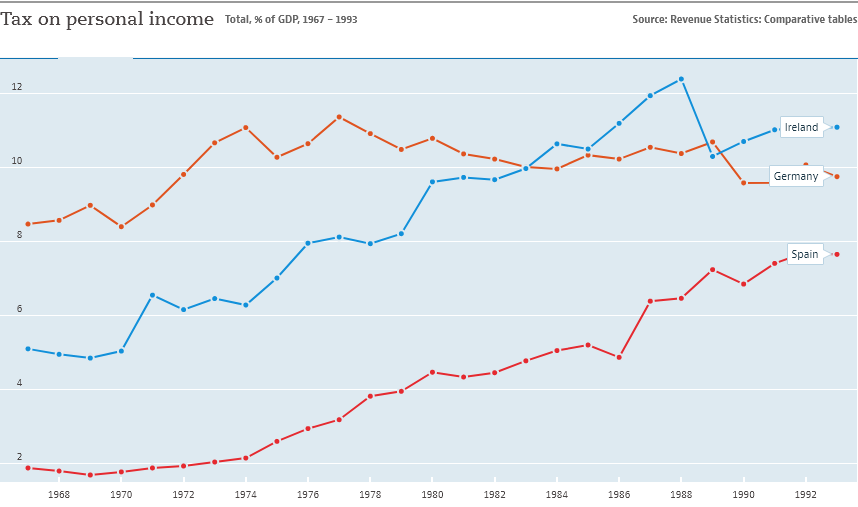 Tax on personal income Total, % of GDP, 1967 – 1993 Source: Revenue Statistics: Comparative tables
12
Ireland
10
Germany
8
Spain
6
4
2
1968 1970 1972 1974 1976 1978 1980 1982 1984 1986 1988 1990 1992